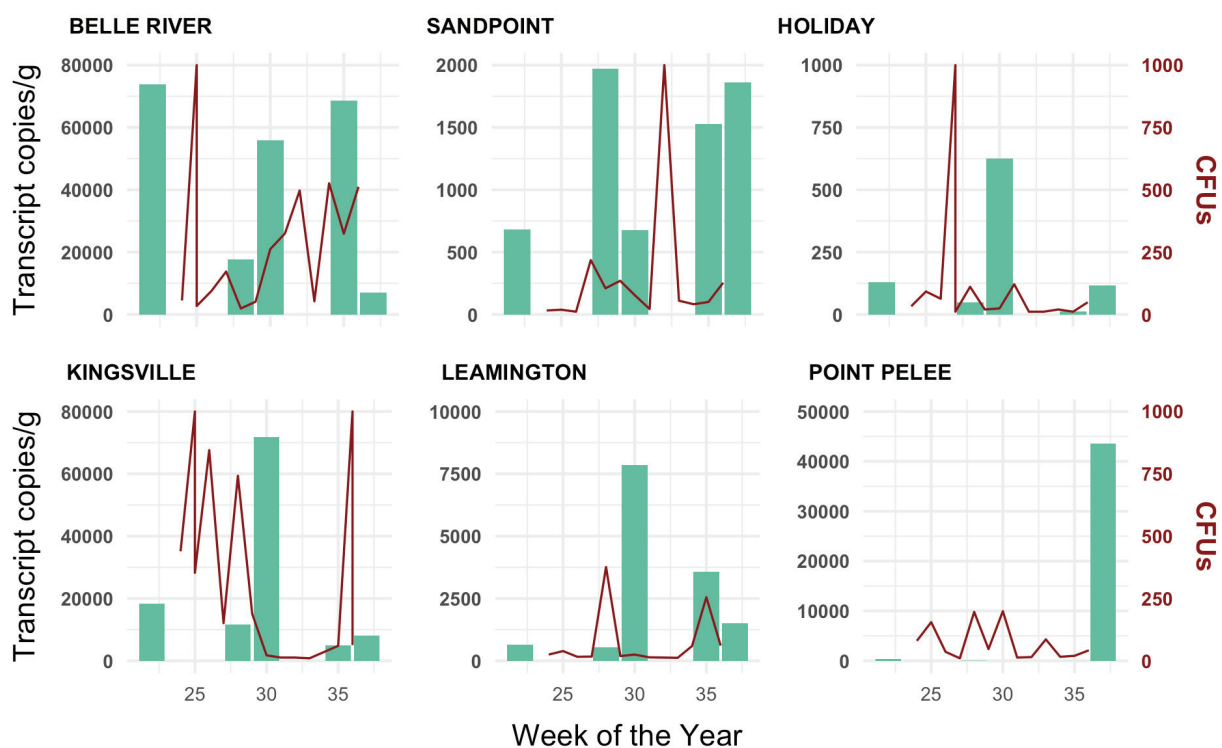 BELLE RIVER SANDPOINT HOLIDAY
80000 2000 1000 1000
60000 1500 750 750
40000 1000 500 500
20000 500 250 250
0 0 0 0
Transcript copies/g
CFUs
KINGSVILLE LEAMINGTON POINT PELEE
80000 10000 50000 1000
40000
60000 7500 750
30000
40000 5000 500
20000
20000 2500 10000 250
0 0 0 0
Transcript copies/g
CFUs
25 30 35 25 30 35 25 30 35
Week of the Year